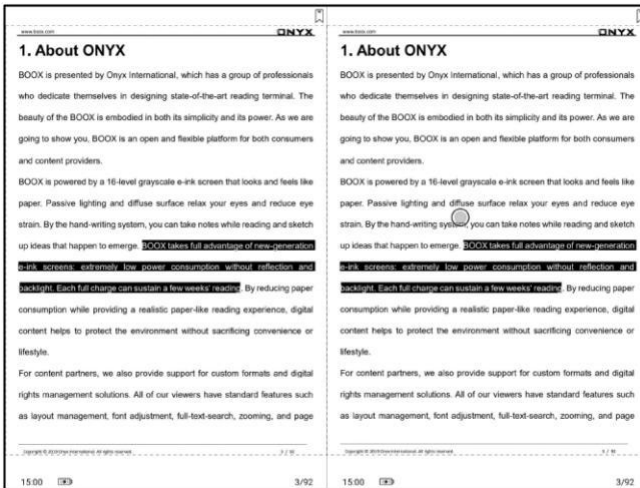 www.boox.com ONYX
1. About ONYX
BOOX is presented by Onyx International, which has a group of professionals
who dedicate themselves in designing state-of-the-art reading terminal. The
beauty of the BOOX is embodied in both its simplicity and its power. As we are
going to show you, BOOX is an open and flexible platform for both consumers
and content providers.
BOOX is powered by a 16-level grayscale e-ink screen that looks and feels like
paper. Passive lighting and diffuse surface relax your eyes and reduce eye
strain. By the hand-writing system, you can take notes while reading and sketch
up ideas that happen to emerge. BOOX takes full advantage of new-generation
e-ink screens: extremely low power consumption without reflection and
backlight. Each full charge can sustain a few weeks' reading. By reducing paper
consumption while providing a realistic paper-like reading experience, digital
content helps to protect the environment without sacrificing convenience or
lifestyle.
For content partners, we also provide support for custom formats and digital
rights management solutions. All of our viewers have standard features such
as layout management, font adjustment, full-text-search, zooming, and page
15:00 3/92
www.boox.com ONYX
1. About ONYX
BOOX is presented by Onyx International, which has a group of professionals
who dedicate themselves in designing state-of-the-art reading terminal. The
beauty of the BOOX is embodied in both its simplicity and its power. As we are
going to show you, BOOX is an open and flexible platform for both consumers
and content providers.
BOOX is powered by a 16-level grayscale e-ink screen that looks and feels like
paper. Passive lighting and diffuse surface relax your eyes and reduce eye
strain. By the hand-writing system, you can take notes while reading and sketch
up ideas that happen to emerge. BOOX takes full advantage of new-generation
e-ink screens: extremely low power consumption without reflection and
backlight. Each full charge can sustain a few weeks' reading. By reducing paper
consumption while providing a realistic paper-like reading experience, digital
content helps to protect the environment without sacrificing convenience or
lifestyle.
For content partners, we also provide support for custom formats and digital
rights management solutions. All of our viewers have standard features such
as layout management, font adjustment, full-text-search, zooming, and page
15:00 3/92